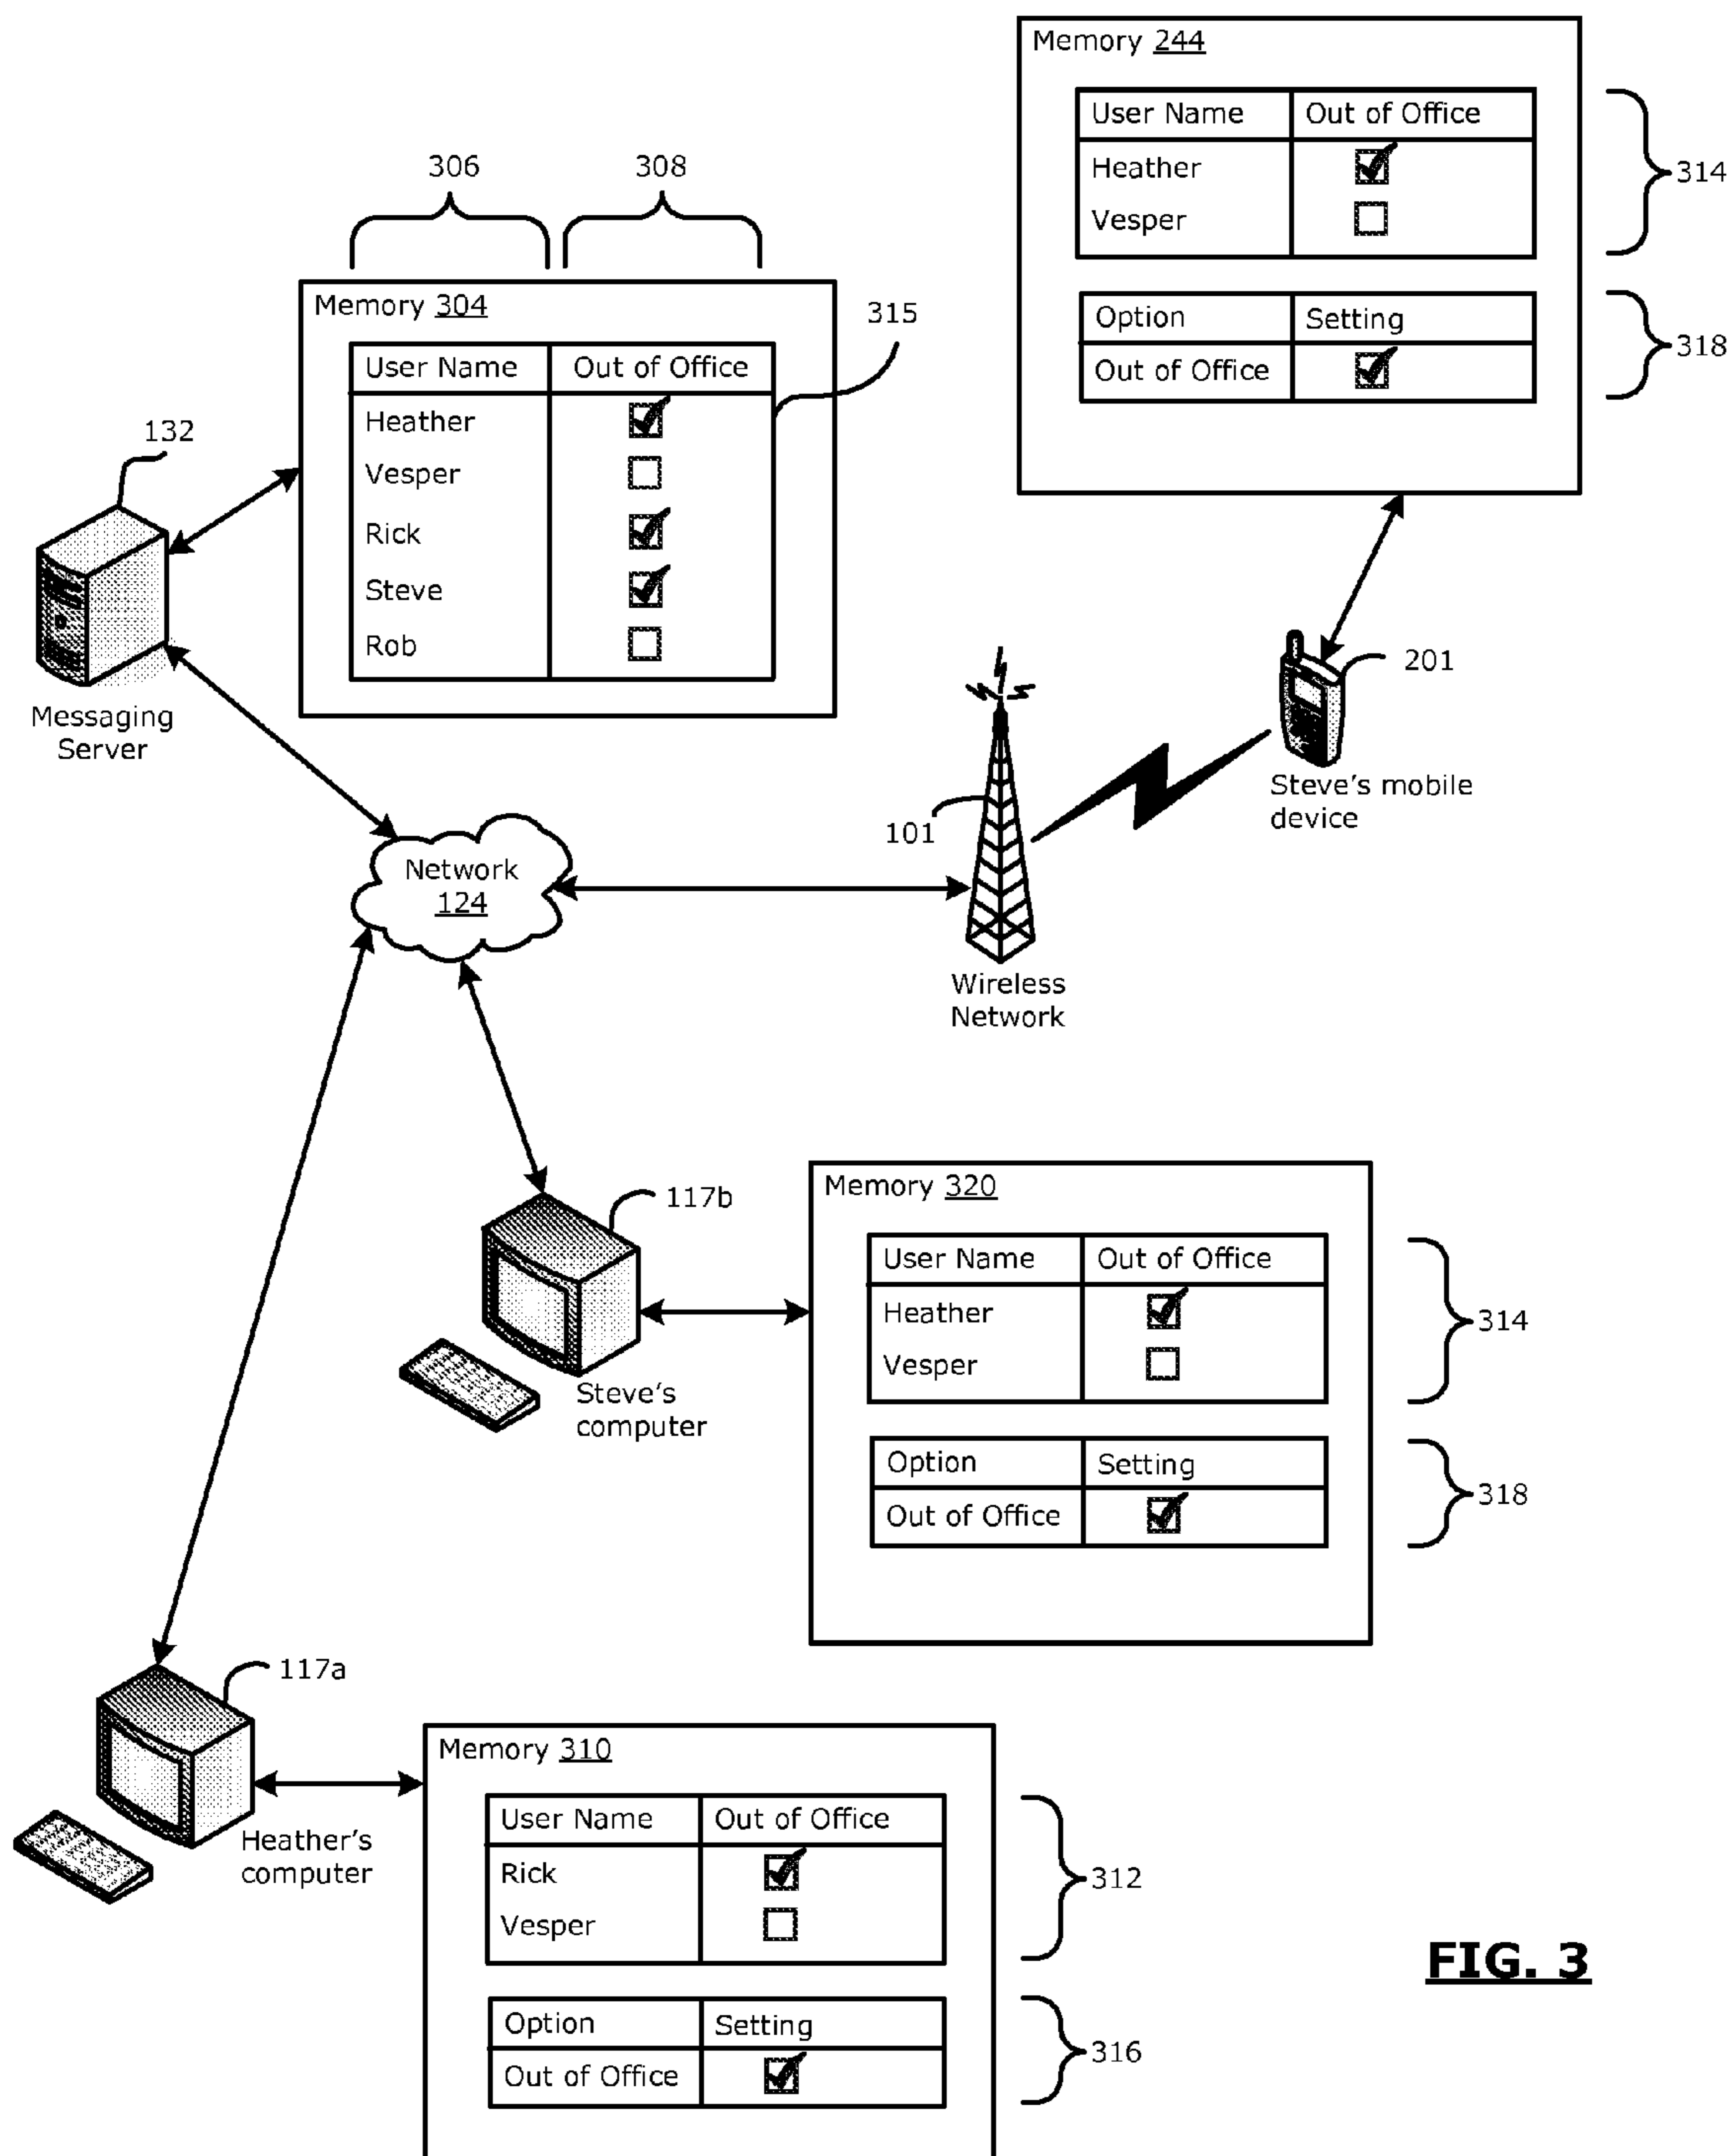 Memory 244
User Name Out of Office
Heather
Vesper
314
Option Setting
Out of Office
318
306 308
Memory 304
315
User Name Out of Office
Heather
Vesper
Rick
Steve
Rob
132
Messaging
Server
201
Steve's mobile
device
101
Wireless
Network
Network
124
117b
Steve's
computer
Memory 320
User Name Out of Office
Heather
Vesper
314
Option Setting
Out of Office
318
117a
Heather's
computer
Memory 310
User Name Out of Office
Rick
Vesper
312
Option Setting
Out of Office
316
FIG. 3